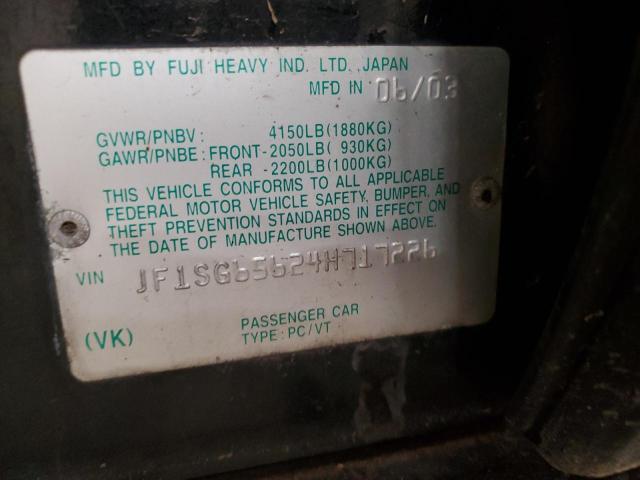 MFD BY FUJI HEAVY IND. LTD. JAPAN
MFD IN 06/03
GVWR/PNBV: 4150LB(1880KG)
GAWR/PNBE: FRONT-2050LB( 930KG)
REAR -2200LB(1000KG)
THIS VEHICLE CONFORMS TO ALL APPLICABLE
FEDERAL MOTOR VEHICLE SAFETY, BUMPER, AND
THEFT PREVENTION STANDARDS IN EFFECT ON
THE DATE OF MANUFACTURE SHOWN ABOVE.
VIN JF1SG65624H717226
(VK) PASSENGER CAR
TYPE: PC/VT